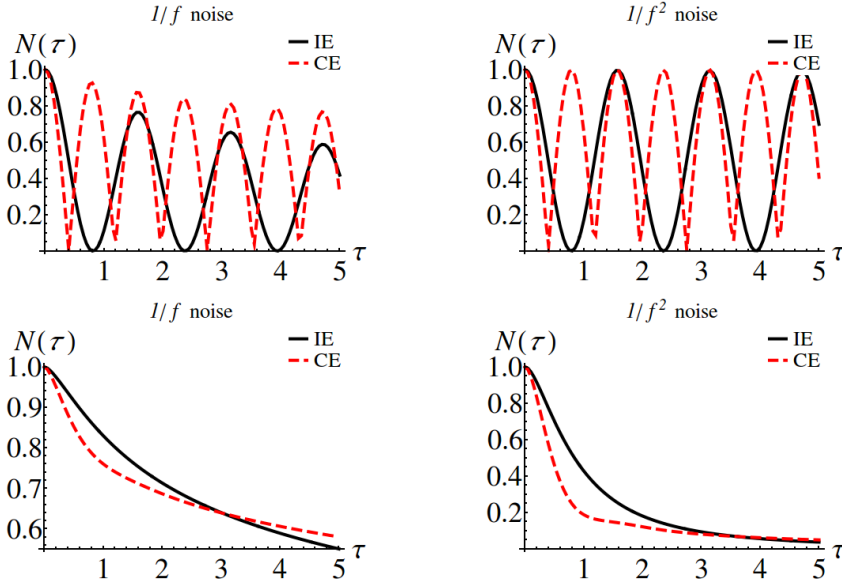 1/f noise
N(τ)
IE
CE
1.0
0.8
0.6
0.4
0.2
1 2 3 4 5 τ
1/f² noise
N(τ)
IE
CE
1.0
0.8
0.6
0.4
0.2
1 2 3 4 5 τ
1/f noise
N(τ)
IE
CE
1.0
0.9
0.8
0.7
0.6
1 2 3 4 5 τ
1/f² noise
N(τ)
IE
CE
1.0
0.8
0.6
0.4
0.2
1 2 3 4 5 τ